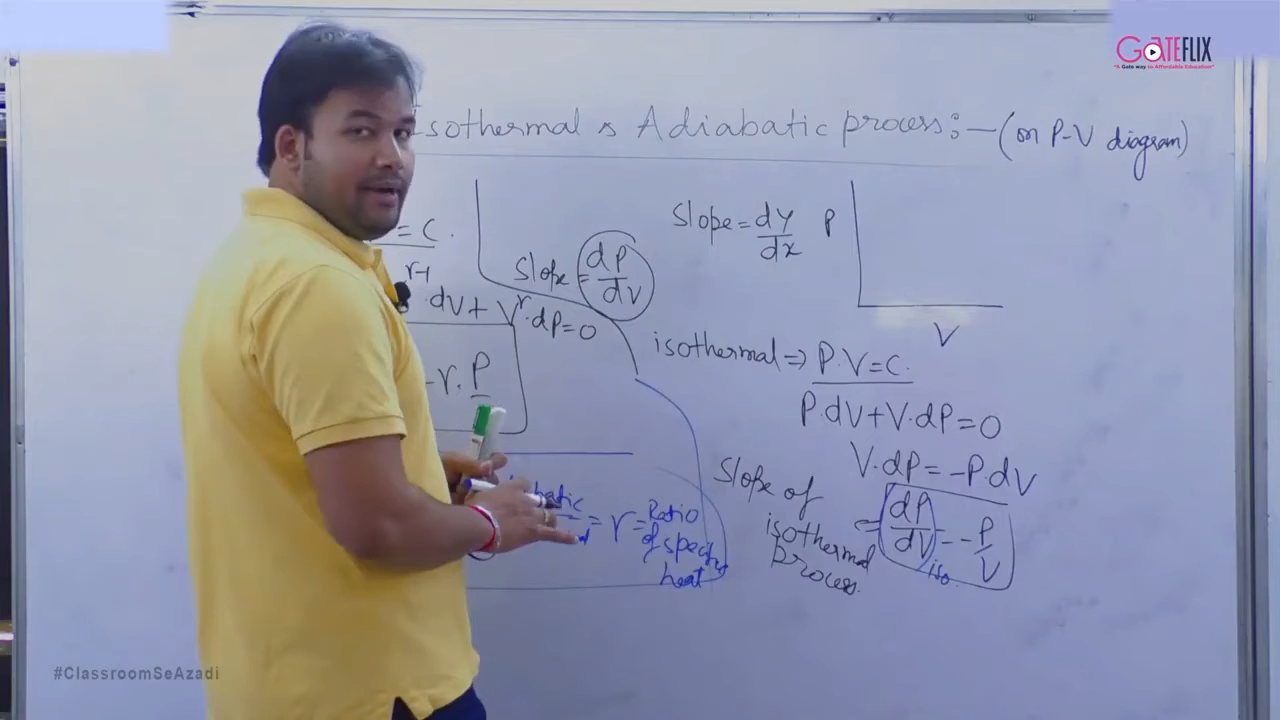 GATEFLIX
"A Gate way to Affordable Education"
Isothermal & Adiabatic process:-(on P-V diagram)
= C.
r-1
. dV + V^r. dP = 0
- r. P
Slope = dP/dV
= r = Ratio
of specific
heat
Slope = dy/dx
P
V
isothermal => P.V = C.
P.dV + V.dP = 0
V.dP = -P.dV
Slope of
isothermal
process.
= (dP/dV)iso = -P/V
#ClassroomSeAzadi